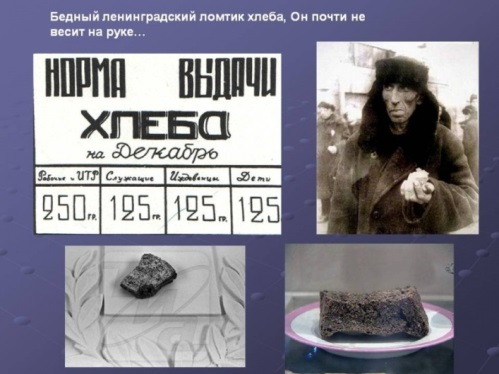 Бедный ленинградский ломтик хлеба, Он почти не
весит на руке…
НОРМА ВЫДАЧИ
ХЛЕБА
на Декабрь
Рабочие и ИТР Служащие Иждевенцы Дети
250 гр. 125 гр. 125 гр. 125